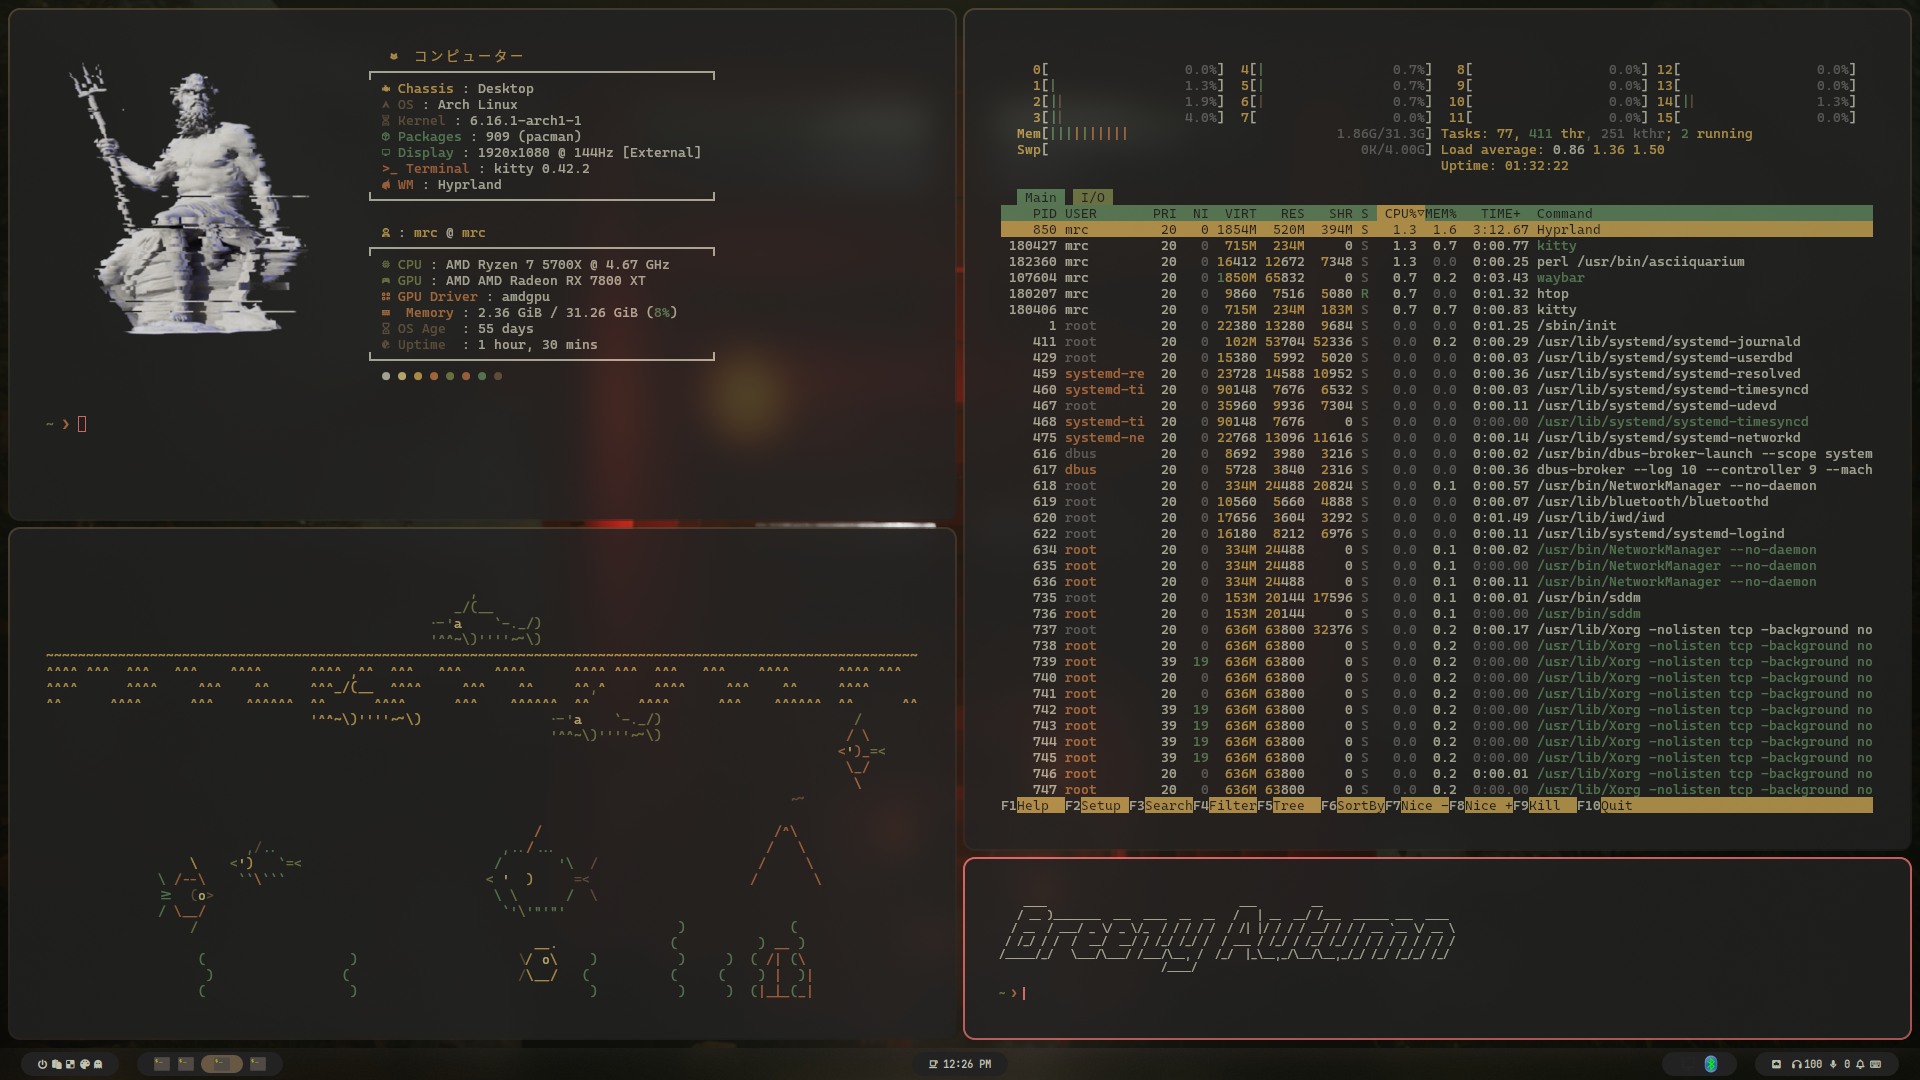 コンピューター
Chassis : Desktop
OS : Arch Linux
Kernel : 6.16.1-arch1-1
Packages : 909 (pacman)
Display : 1920x1080 @ 144Hz [External]
>_ Terminal : kitty 0.42.2
WM : Hyprland
: mrc @ mrc
CPU : AMD Ryzen 7 5700X @ 4.67 GHz
GPU : AMD AMD Radeon RX 7800 XT
GPU Driver : amdgpu
Memory : 2.36 GiB / 31.26 GiB (8%)
OS Age : 55 days
Uptime : 1 hour, 30 mins
~ ❯
0[ 0.0%] 4[| 0.7%] 8[ 0.0%] 12[ 0.0%]
1[| 1.3%] 5[| 0.7%] 9[ 0.0%] 13[ 0.0%]
2[|| 1.9%] 6[| 0.7%] 10[ 0.0%] 14[|| 1.3%]
3[|| 4.0%] 7[ 0.0%] 11[ 0.0%] 15[ 0.0%]
Mem[|||||||||| 1.86G/31.3G] Tasks: 77, 411 thr, 251 kthr; 2 running
Swp[ 0K/4.00G] Load average: 0.86 1.36 1.50
Uptime: 01:32:22
Main I/O
PID USER PRI NI VIRT RES SHR S CPU%▽MEM% TIME+ Command
850 mrc 20 0 1854M 520M 394M S 1.3 1.6 3:12.67 Hyprland
180427 mrc 20 0 715M 234M 0 S 1.3 0.7 0:00.77 kitty
182360 mrc 20 0 16412 12672 7348 S 1.3 0.0 0:00.25 perl /usr/bin/asciiquarium
107604 mrc 20 0 1850M 65832 0 S 0.7 0.2 0:03.43 waybar
180207 mrc 20 0 9860 7516 5080 R 0.7 0.0 0:01.32 htop
180406 mrc 20 0 715M 234M 183M S 0.7 0.7 0:00.83 kitty
1 root 20 0 22380 13280 9684 S 0.0 0.0 0:01.25 /sbin/init
411 root 20 0 102M 53704 52336 S 0.0 0.2 0:00.29 /usr/lib/systemd/systemd-journald
429 root 20 0 15380 5992 5020 S 0.0 0.0 0:00.03 /usr/lib/systemd/systemd-userdbd
459 systemd-re 20 0 23728 14588 10952 S 0.0 0.0 0:00.36 /usr/lib/systemd/systemd-resolved
460 systemd-ti 20 0 90148 7676 6532 S 0.0 0.0 0:00.03 /usr/lib/systemd/systemd-timesyncd
467 root 20 0 35960 9936 7304 S 0.0 0.0 0:00.11 /usr/lib/systemd/systemd-udevd
468 systemd-ti 20 0 90148 7676 0 S 0.0 0.0 0:00.00 /usr/lib/systemd/systemd-timesyncd
475 systemd-ne 20 0 22768 13096 11616 S 0.0 0.0 0:00.14 /usr/lib/systemd/systemd-networkd
616 dbus 20 0 8692 3980 3216 S 0.0 0.0 0:00.02 /usr/bin/dbus-broker-launch --scope system
617 dbus 20 0 5728 3840 2316 S 0.0 0.0 0:00.36 dbus-broker --log 10 --controller 9 --mach
618 root 20 0 334M 24488 20824 S 0.0 0.1 0:00.57 /usr/bin/NetworkManager --no-daemon
619 root 20 0 10560 5660 4888 S 0.0 0.0 0:00.07 /usr/lib/bluetooth/bluetoothd
620 root 20 0 17656 3604 3292 S 0.0 0.0 0:01.49 /usr/lib/iwd/iwd
622 root 20 0 16180 8212 6976 S 0.0 0.0 0:00.11 /usr/lib/systemd/systemd-logind
634 root 20 0 334M 24488 0 S 0.0 0.1 0:00.02 /usr/bin/NetworkManager --no-daemon
635 root 20 0 334M 24488 0 S 0.0 0.1 0:00.00 /usr/bin/NetworkManager --no-daemon
636 root 20 0 334M 24488 0 S 0.0 0.1 0:00.11 /usr/bin/NetworkManager --no-daemon
735 root 20 0 153M 20144 17596 S 0.0 0.1 0:00.01 /usr/bin/sddm
736 root 20 0 153M 20144 0 S 0.0 0.1 0:00.00 /usr/bin/sddm
737 root 20 0 636M 63800 32376 S 0.0 0.2 0:00.17 /usr/lib/Xorg -nolisten tcp -background no
738 root 20 0 636M 63800 0 S 0.0 0.2 0:00.00 /usr/lib/Xorg -nolisten tcp -background no
739 root 39 19 636M 63800 0 S 0.0 0.2 0:00.00 /usr/lib/Xorg -nolisten tcp -background no
740 root 20 0 636M 63800 0 S 0.0 0.2 0:00.00 /usr/lib/Xorg -nolisten tcp -background no
741 root 20 0 636M 63800 0 S 0.0 0.2 0:00.00 /usr/lib/Xorg -nolisten tcp -background no
742 root 39 19 636M 63800 0 S 0.0 0.2 0:00.00 /usr/lib/Xorg -nolisten tcp -background no
743 root 39 19 636M 63800 0 S 0.0 0.2 0:00.00 /usr/lib/Xorg -nolisten tcp -background no
744 root 39 19 636M 63800 0 S 0.0 0.2 0:00.00 /usr/lib/Xorg -nolisten tcp -background no
745 root 39 19 636M 63800 0 S 0.0 0.2 0:00.00 /usr/lib/Xorg -nolisten tcp -background no
746 root 20 0 636M 63800 0 S 0.0 0.2 0:00.01 /usr/lib/Xorg -nolisten tcp -background no
747 root 20 0 636M 63800 0 S 0.0 0.2 0:00.00 /usr/lib/Xorg -nolisten tcp -background no
F1Help F2Setup F3SearchF4FilterF5Tree F6SortByF7Nice -F8Nice +F9Kill F10Quit
~ ❯
12:26 PM
100 0